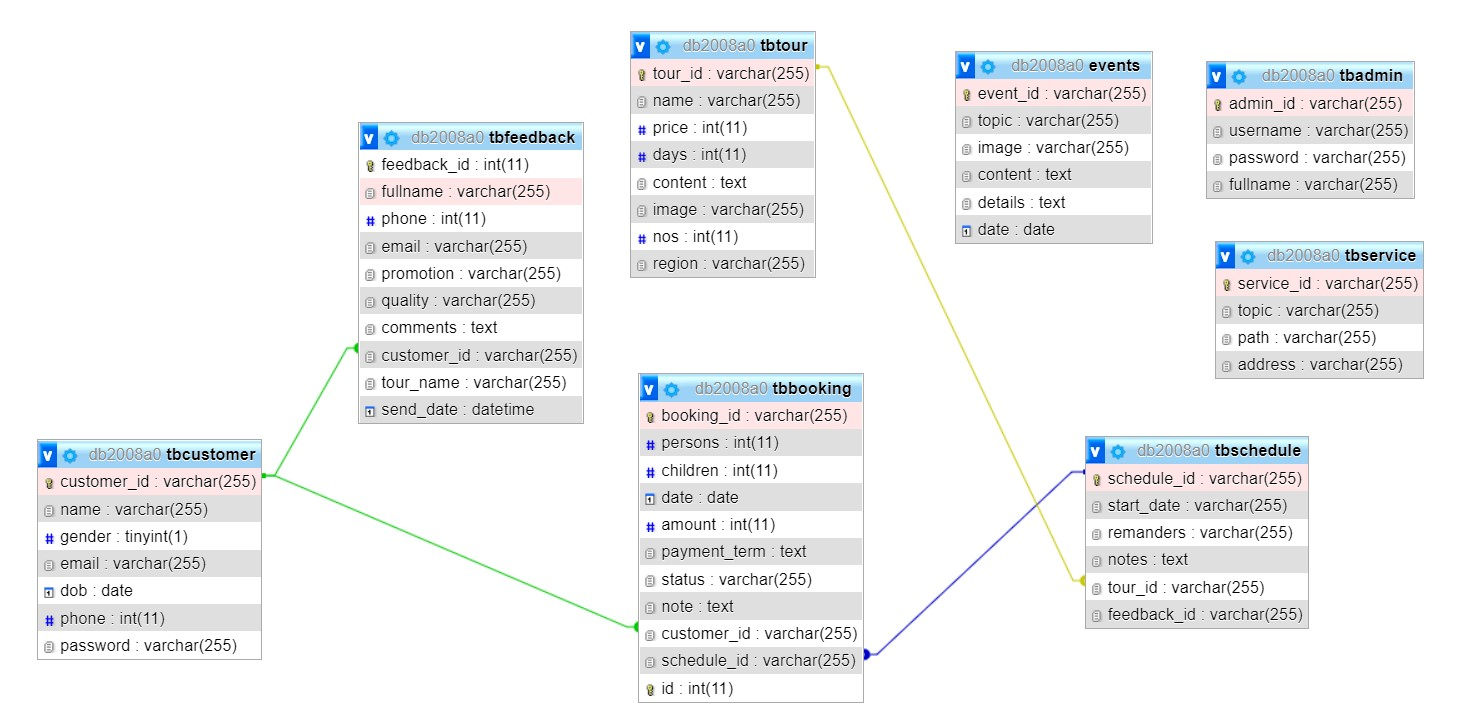 v db2008a0 tbtour
tour_id : varchar(255)
name : varchar(255)
# price : int(11)
# days : int(11)
content : text
image : varchar(255)
# nos : int(11)
region : varchar(255)
v db2008a0 events
event_id : varchar(255)
topic : varchar(255)
image : varchar(255)
content : text
details : text
date : date
v db2008a0 tbadmin
admin_id : varchar(255)
username : varchar(255)
password : varchar(255)
fullname : varchar(255)
v db2008a0 tbfeedback
feedback_id : int(11)
fullname : varchar(255)
# phone : int(11)
email : varchar(255)
promotion : varchar(255)
quality : varchar(255)
comments : text
customer_id : varchar(255)
tour_name : varchar(255)
send_date : datetime
v db2008a0 tbservice
service_id : varchar(255)
topic : varchar(255)
path : varchar(255)
address : varchar(255)
v db2008a0 tbcustomer
customer_id : varchar(255)
name : varchar(255)
# gender : tinyint(1)
email : varchar(255)
dob : date
# phone : int(11)
password : varchar(255)
v db2008a0 tbbooking
booking_id : varchar(255)
# persons : int(11)
# children : int(11)
date : date
# amount : int(11)
payment_term : text
status : varchar(255)
note : text
customer_id : varchar(255)
schedule_id : varchar(255)
id : int(11)
v db2008a0 tbschedule
schedule_id : varchar(255)
start_date : varchar(255)
remanders : varchar(255)
notes : text
tour_id : varchar(255)
feedback_id : varchar(255)